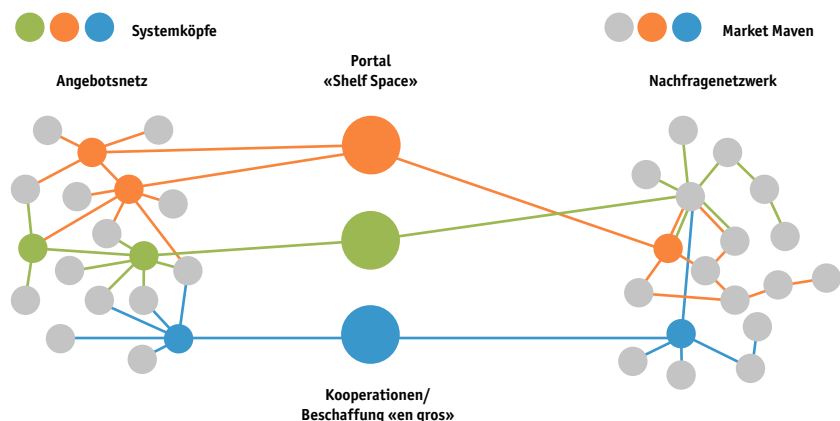 Systemköpfe
Market Maven
Angebotsnetz
Portal
«Shelf Space»
Nachfragenetzwerk
Kooperationen/
Beschaffung «en gros»